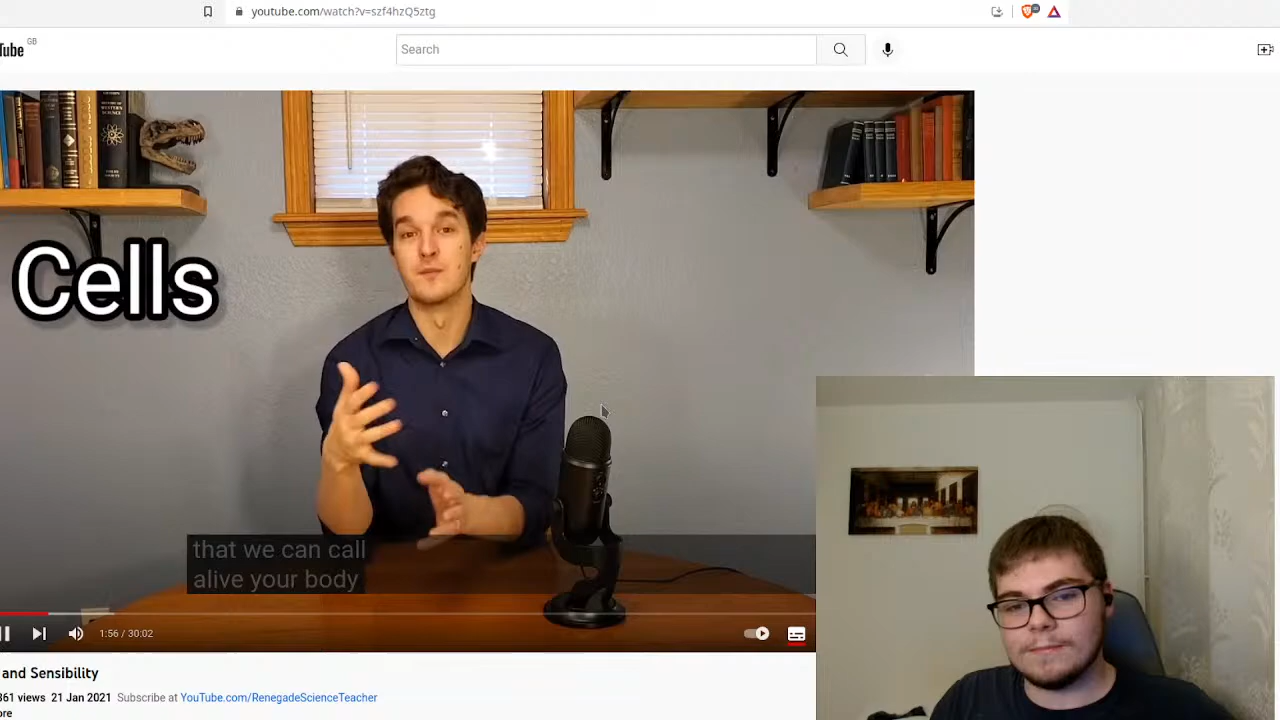 youtube.com/watch?v=szf4hzQ5ztg
Tube GB
Search
Cells
that we can call
alive your body
1:56 / 30:02
and Sensibility
361 views 21 Jan 2021 Subscribe at YouTube.com/RenegadeScienceTeacher
ore